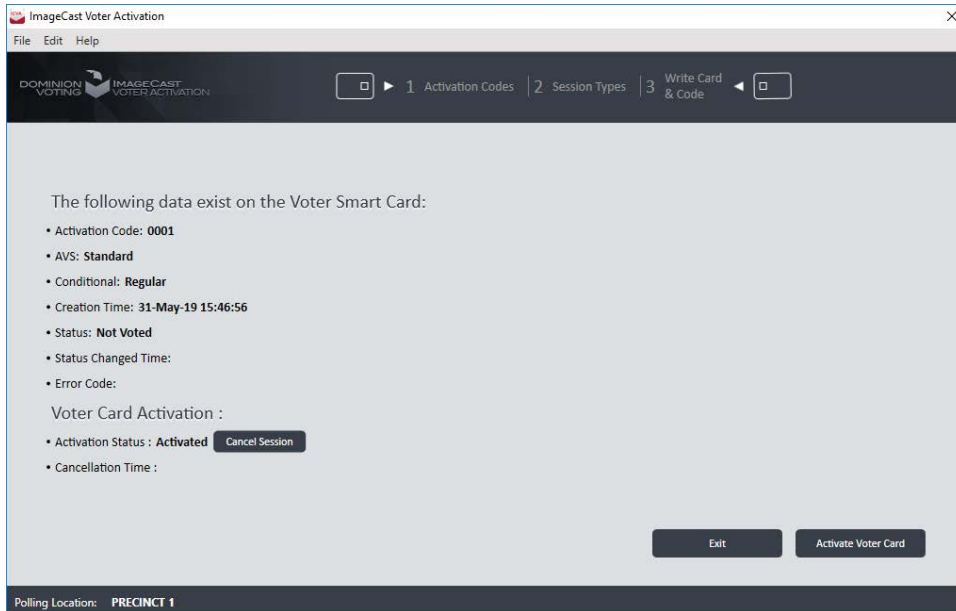 ImageCast Voter Activation
File Edit Help
DOMINION VOTING IMAGECAST VOTER ACTIVATION
1 Activation Codes 2 Session Types 3 Write Card & Code
The following data exist on the Voter Smart Card:
• Activation Code: 0001
• AVS: Standard
• Conditional: Regular
• Creation Time: 31-May-19 15:46:56
• Status: Not Voted
• Status Changed Time:
• Error Code:
Voter Card Activation :
• Activation Status : Activated Cancel Session
• Cancellation Time :
Exit Activate Voter Card
Polling Location: PRECINCT 1